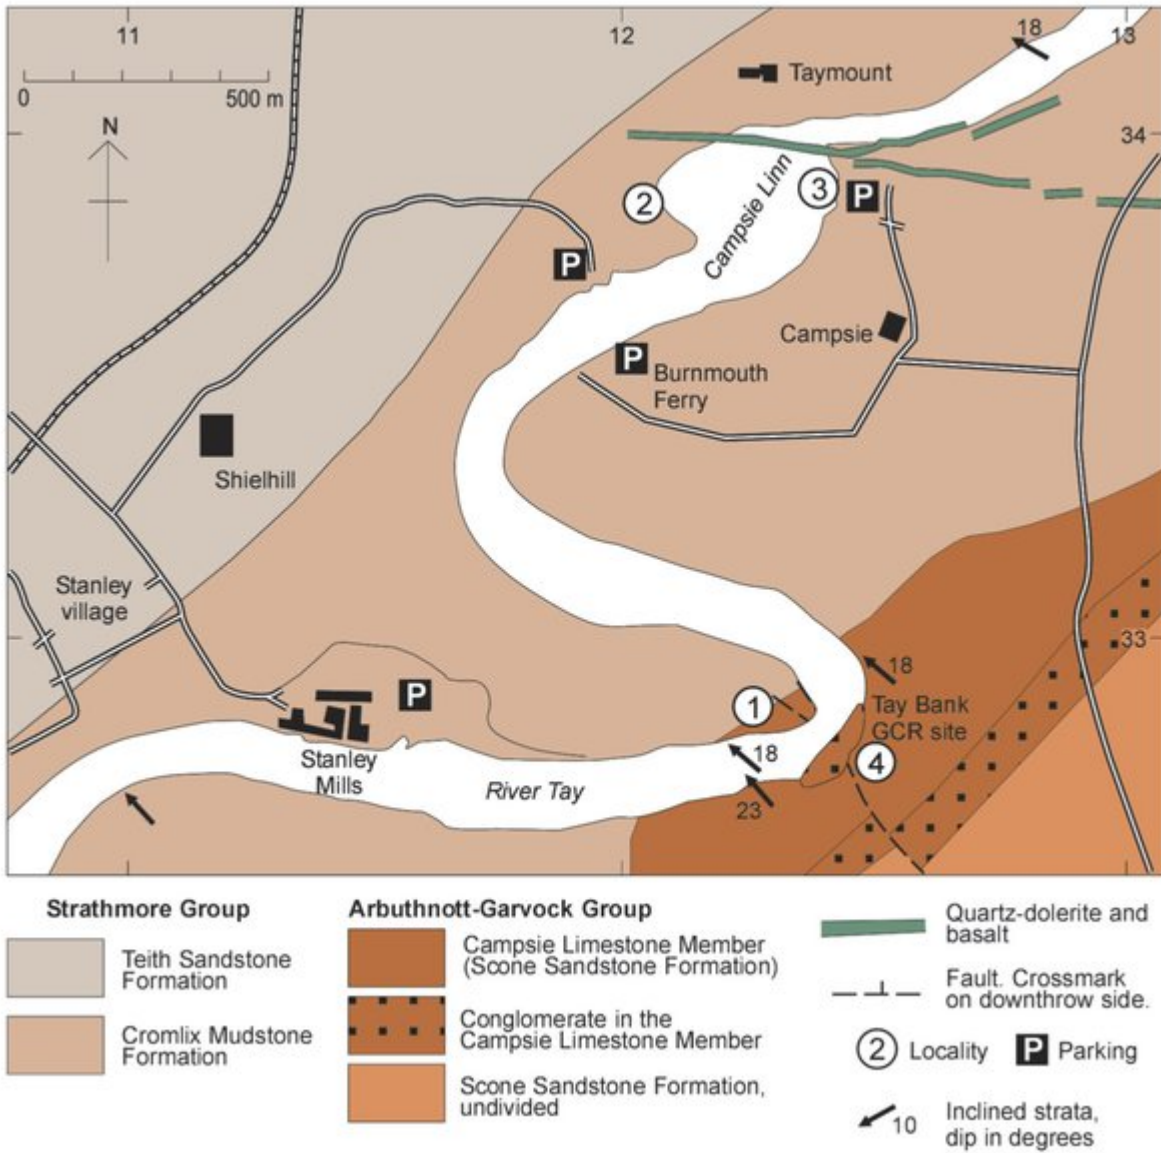 11
12
18
13
0
500 m
N
Taymount
34
Campsie Linn
2
3
P
P
Campsie
P
Burnmouth
Ferry
Shielhill
Stanley
village
33
18
1
Tay Bank
GCR site
P
18
4
Stanley
Mills
River Tay
23
Strathmore Group
Teith Sandstone
Formation
Cromlix Mudstone
Formation
Arbuthnott-Garvock Group
Campsie Limestone Member
(Scone Sandstone Formation)
Conglomerate in the
Campsie Limestone Member
Scone Sandstone Formation,
undivided
Quartz-dolerite and
basalt
Fault. Crossmark
on downthrow side.
2 Locality P Parking
10 Inclined strata,
dip in degrees